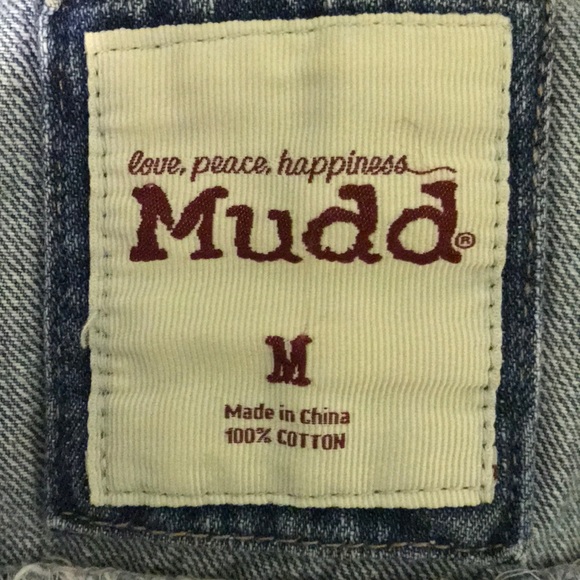 love, peace, happiness
Mudd®
M
Made in China
100% COTTON